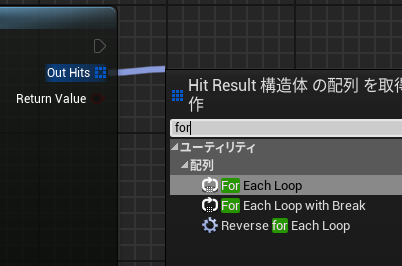 Out Hits
Return Value
Hit Result 構造体 の配列 を取得
作
for
ユーティリティ
配列
For Each Loop
For Each Loop with Break
Reverse for Each Loop